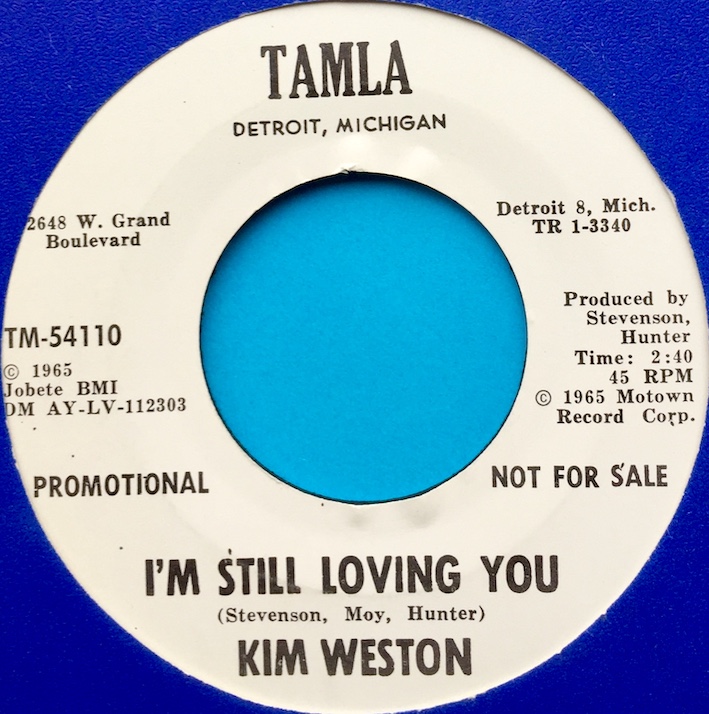 TAMLA
DETROIT, MICHIGAN
2648 W. Grand
Boulevard
Detroit 8, Mich.
TR 1-3340
TM-54110
© 1965
Jobete BMI
DM AY-LV-112303
Produced by
Stevenson,
Hunter
Time: 2:40
45 RPM
© 1965 Motown
Record Corp.
PROMOTIONAL
NOT FOR SALE
I'M STILL LOVING YOU
(Stevenson, Moy, Hunter)
KIM WESTON